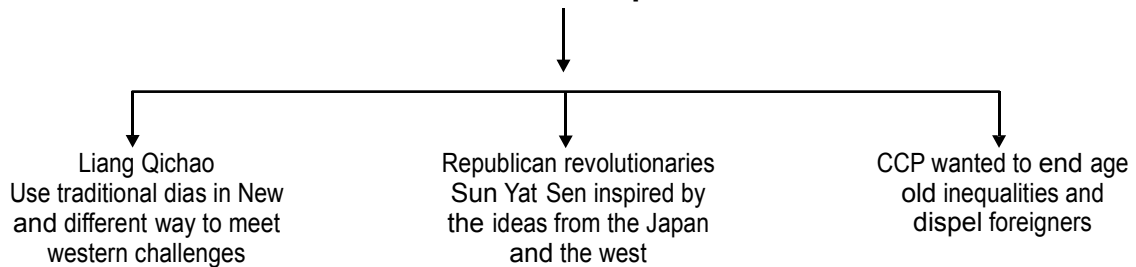 Liang Qichao
Use traditional dias in New
and different way to meet
western challenges
Republican revolutionaries
Sun Yat Sen inspired by
the ideas from the Japan
and the west
CCP wanted to end age
old inequalities and
dispel foreigners